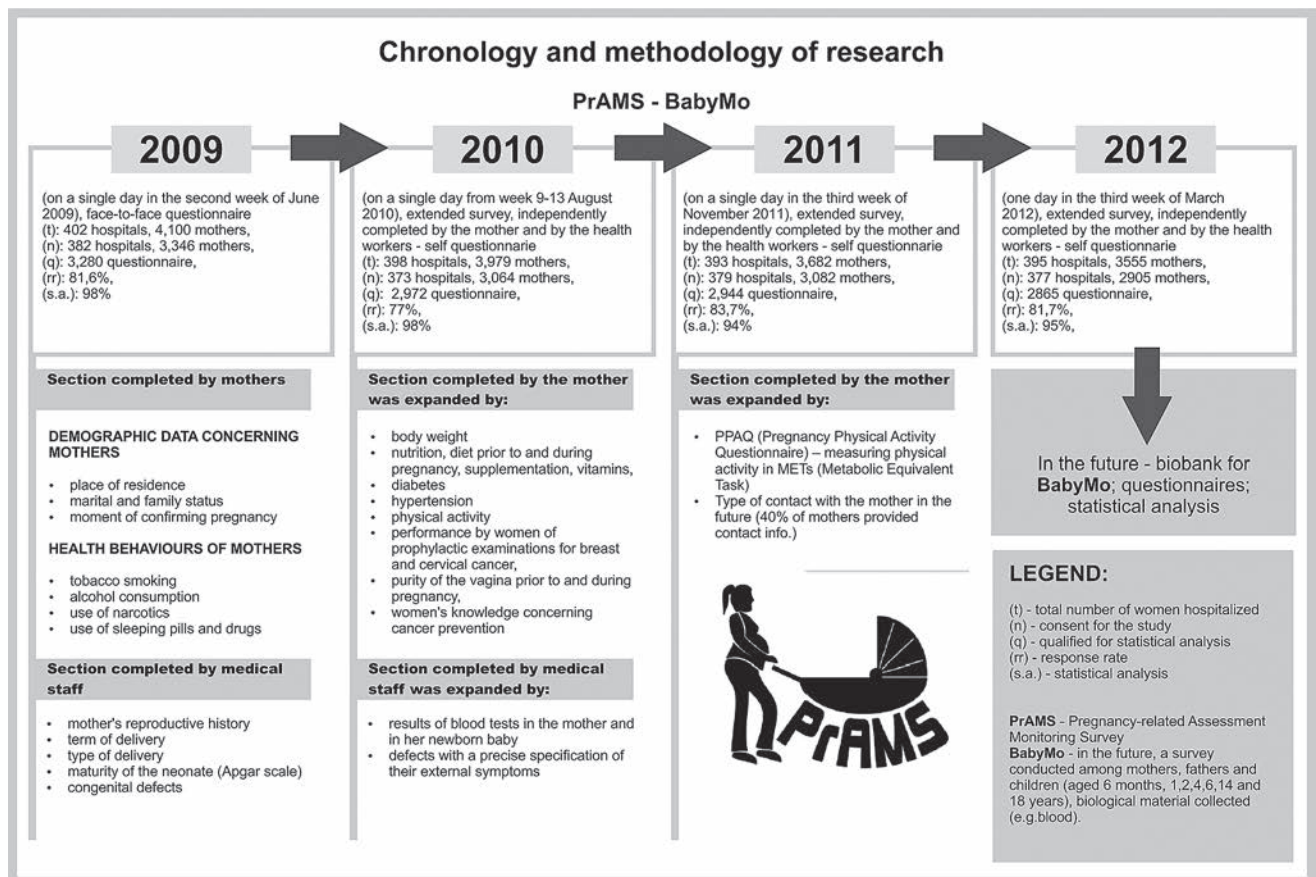 Chronology and methodology of research
PrAMS - BabyMo
2009
(on a single day in the second week of June
2009), face-to-face questionnaire
(t): 402 hospitals, 4,100 mothers,
(n): 382 hospitals, 3,346 mothers,
(q): 3,280 questionnaire,
(rr): 81,6%,
(s.a.): 98%
Section completed by mothers
DEMOGRAPHIC DATA CONCERNING
MOTHERS
• place of residence
• marital and family status
• moment of confirming pregnancy
HEALTH BEHAVIOURS OF MOTHERS
• tobacco smoking
• alcohol consumption
• use of narcotics
• use of sleeping pills and drugs
Section completed by medical
staff
• mother's reproductive history
• term of delivery
• type of delivery
• maturity of the neonate (Apgar scale)
• congenital defects
2010
(on a single day from week 9-13 August
2010), extended survey, independently
completed by the mother and by the health
workers - self questionnarie
(t): 398 hospitals, 3,979 mothers,
(n): 373 hospitals, 3,064 mothers,
(q): 2,972 questionnaire,
(rr): 77%,
(s.a.): 98%
Section completed by the mother
was expanded by:
• body weight
• nutrition, diet prior to and during
pregnancy, supplementation, vitamins,
• diabetes
• hypertension
• physical activity
• performance by women of
prophylactic examinations for breast
and cervical cancer,
• purity of the vagina prior to and during
pregnancy,
• women's knowledge concerning
cancer prevention
Section completed by medical
staff was expanded by:
• results of blood tests in the mother and
in her newborn baby
• defects with a precise specification of
their external symptoms
2011
(on a single day in the third week of
November 2011), extended survey,
independently completed by the mother and
by the health workers - self questionnarie
(t): 393 hospitals, 3,682 mothers,
(n): 379 hospitals, 3,082 mothers,
(q): 2,944 questionnaire,
(rr): 83,7%,
(s.a.): 94%
Section completed by the mother
was expanded by:
• PPAQ (Pregnancy Physical Activity
Questionnaire) – measuring physical
activity in METs (Metabolic Equivalent
Task)
• Type of contact with the mother in the
future (40% of mothers provided
contact info.)
PrAMS
2012
(one day in the third week of March
2012), extended survey, independently
completed by the mother and by the health
workers - self questionnarie
(t): 395 hospitals 3555 mothers,
(n): 377 hospitals, 2905 mothers,
(q): 2865 questionnaire,
(rr): 81,7%,
(s.a.): 95%,
In the future - biobank for
BabyMo; questionnaires;
statistical analysis
LEGEND:
(t) - total number of women hospitalized
(n) - consent for the study
(q) - qualified for statistical analysis
(rr) - response rate
(s.a.) - statistical analysis
PrAMS - Pregnancy-related Assessment
Monitoring Survey
BabyMo - in the future, a survey
conducted among mothers, fathers and
children (aged 6 months, 1,2,4,6,14 and
18 years), biological material collected
(e.g.blood).